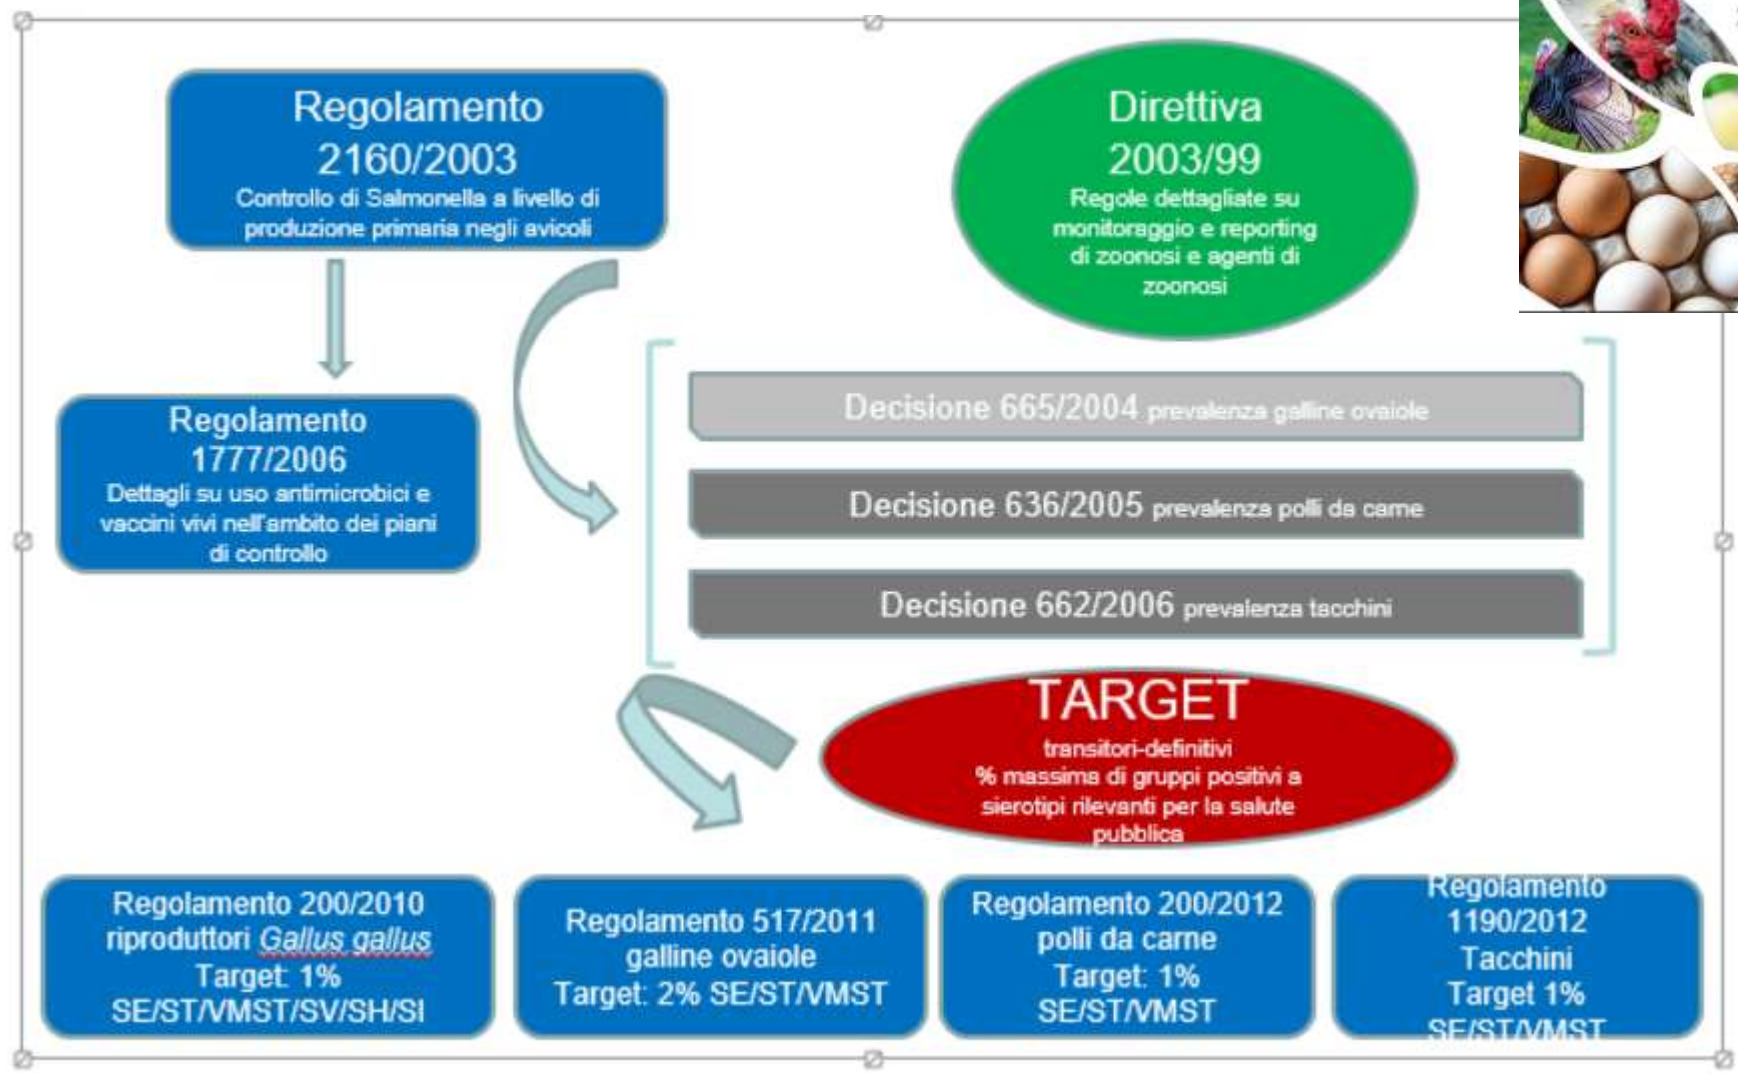 Regolamento
2160/2003
Controllo di Salmonella a livello di
produzione primaria negli avicoli
Direttiva
2003/99
Regole dettagliate su
monitoraggio e reporting
di zoonosi e agenti di
zoonosi
Regolamento
1777/2006
Dettagli su uso antimicrobici e
vaccini vivi nell'ambito dei piani
di controllo
Decisione 665/2004 prevalenza galline ovaiole
Decisione 636/2005 prevalenza polli da carne
Decisione 662/2006 prevalenza tacchini
TARGET
transitori-definitivi
% massima di gruppi positivi a
sierotipi rilevanti per la salute
pubblica
Regolamento 200/2010
riproduttori Gallus gallus
Target: 1%
SE/ST/VMST/SV/SH/SI
Regolamento 517/2011
galline ovaiole
Target: 2% SE/ST/VMST
Regolamento 200/2012
polli da carne
Target: 1%
SE/ST/VMST
Regolamento
1190/2012
Tacchini
Target 1%
SE/ST/VMST